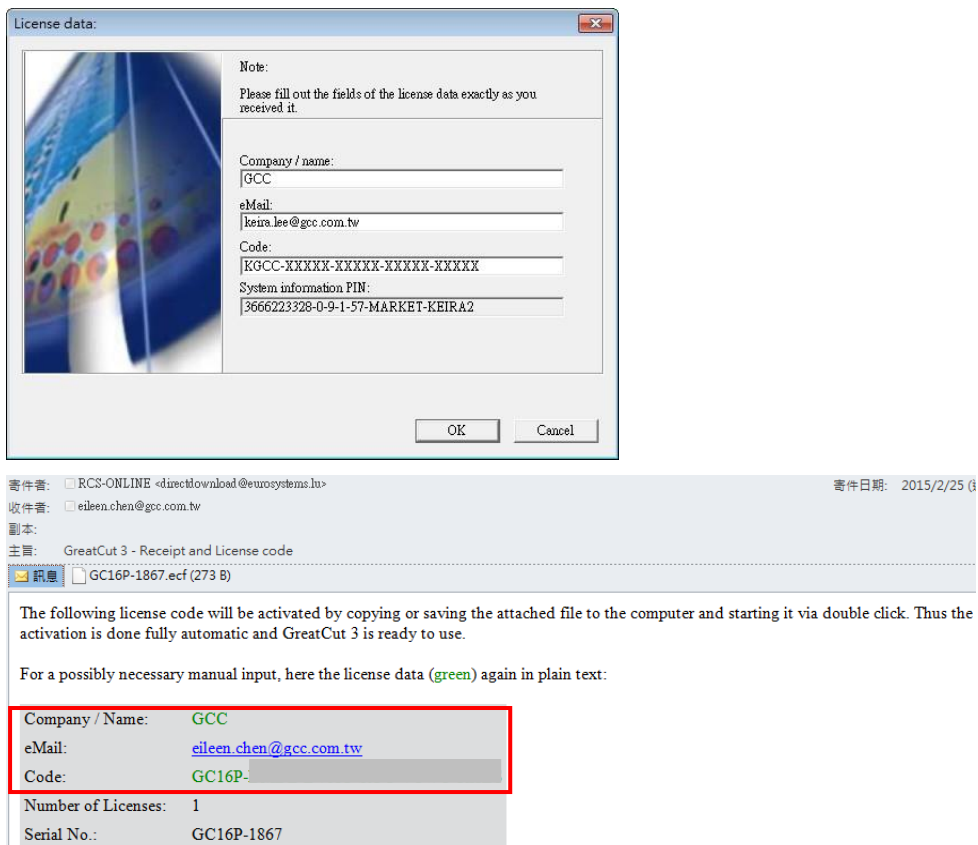 License data:
Note:
Please fill out the fields of the license data exactly as you
received it.
Company / name:
GCC
eMail:
keira.lee@gcc.com.tw
Code:
KGCC-XXXXX-XXXXX-XXXXX-XXXXX
System information PIN:
3666223328-0-9-1-57-MARKET-KEIRA2
OK Cancel
寄件者: RCS-ONLINE <directdownload@eurosystems.lu> 寄件日期: 2015/2/25
收件者: eileen.chen@gcc.com.tw
副本:
主旨: GreatCut 3 - Receipt and License code
訊息 GC16P-1867.ecf (273 B)
The following license code will be activated by copying or saving the attached file to the computer and starting it via double click. Thus the
activation is done fully automatic and GreatCut 3 is ready to use.
For a possibly necessary manual input, here the license data (green) again in plain text:
Company / Name: GCC
eMail: eileen.chen@gcc.com.tw
Code: GC16P-
Number of Licenses: 1
Serial No.: GC16P-1867